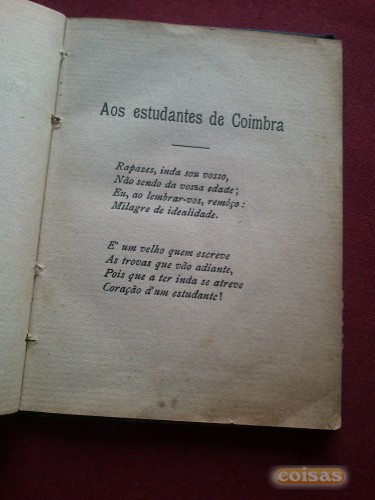 Aos estudantes de Coimbra
Rapazes, inda sou vosso,
Não sendo da vossa edade;
Eu, ao lembrar-vos, remóço:
Milagre de idealidade.
E' um velho quem escreve
As trovas que vão adiante,
Pois que a ter inda se atreve
Coração d'um estudante!
coisas